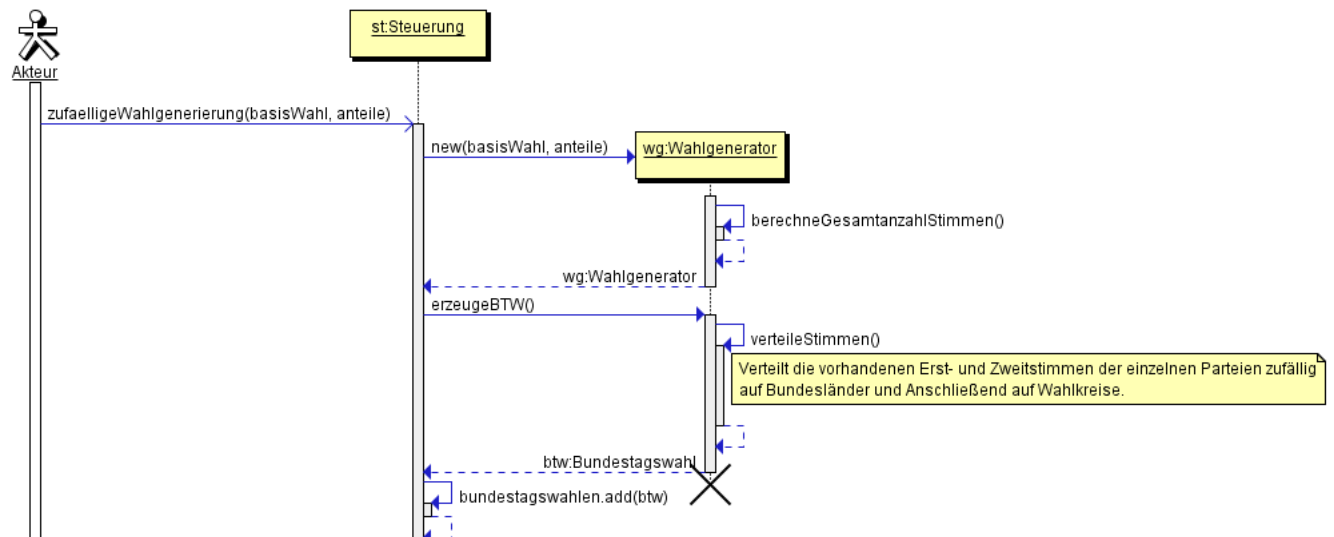 st:Steuerung
Akteur
zufaelligeWahlgenerierung(basisWahl, anteile)
new(basisWahl, anteile)
wg:Wahlgenerator
berechneGesamtanzahlStimmen()
wg:Wahlgenerator
erzeugeBTW()
verteileStimmen()
Verteilt die vorhandenen Erst- und Zweitstimmen der einzelnen Parteien zufällig
auf Bundesländer und Anschließend auf Wahlkreise.
btw:Bundestagswahl
bundestagswahlen.add(btw)